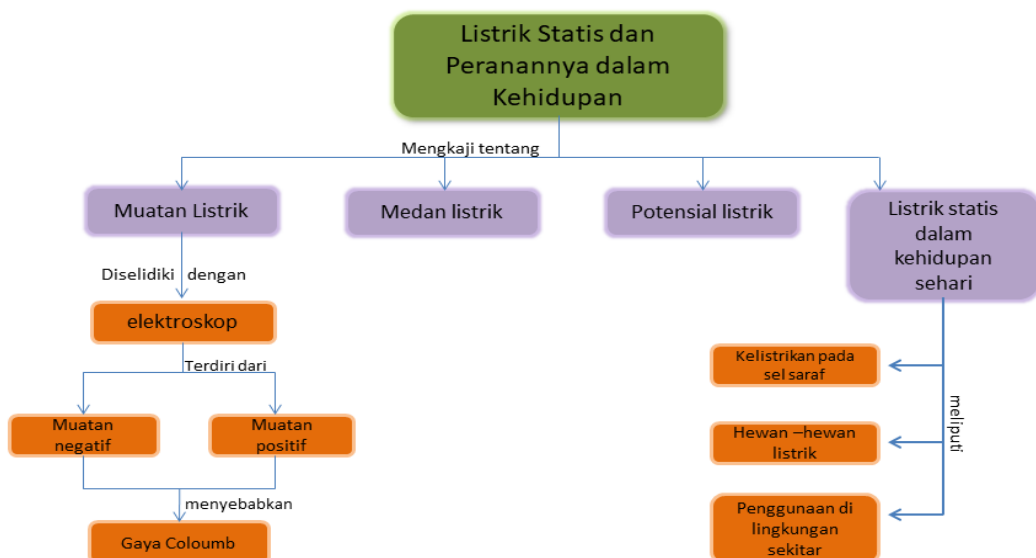 Listrik Statis dan
Peranannya dalam
Kehidupan
Mengkaji tentang
Muatan Listrik
Medan listrik
Potensial listrik
Listrik statis
dalam
kehidupan
sehari
Diselidiki dengan
elektroskop
Terdiri dari
Muatan
negatif
Muatan
positif
menyebabkan
Gaya Coloumb
meliputi
Kelistrikan pada
sel saraf
Hewan –hewan
listrik
Penggunaan di
lingkungan
sekitar